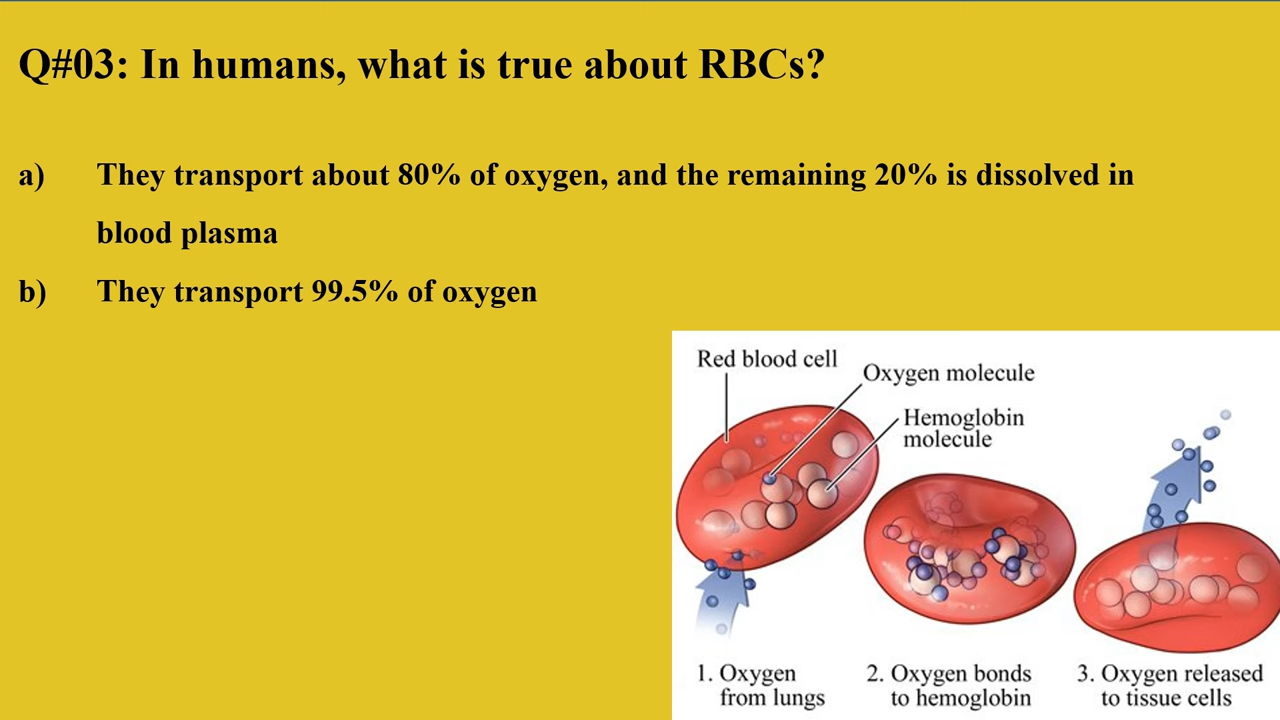 Q#03: In humans, what is true about RBCs?
a) They transport about 80% of oxygen, and the remaining 20% is dissolved in
blood plasma
b) They transport 99.5% of oxygen
Red blood cell
Oxygen molecule
Hemoglobin
molecule
1. Oxygen
from lungs
2. Oxygen bonds
to hemoglobin
3. Oxygen released
to tissue cells